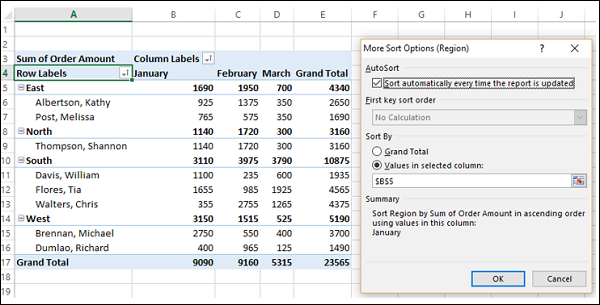 A B C D E F G H I J
1
2
3 Sum of Order Amount Column Labels
4 Row Labels January February March Grand Total
5 East 1690 1950 700 4340
6 Albertson, Kathy 925 1375 350 2650
7 Post, Melissa 765 575 350 1690
8 North 1140 1720 300 3160
9 Thompson, Shannon 1140 1720 300 3160
10 South 3110 3975 3790 10875
11 Davis, William 1100 235 600 1935
12 Flores, Tia 1655 985 1925 4565
13 Walters, Chris 355 2755 1265 4375
14 West 3150 1515 525 5190
15 Brennan, Michael 2750 550 400 3700
16 Dumlao, Richard 400 965 125 1490
17 Grand Total 9090 9160 5315 23565
18
19
More Sort Options (Region) ? ×
AutoSort
Sort automatically every time the report is updated
First key sort order
No Calculation
Sort By
Grand Total
Values in selected column:
$B$5
Summary
Sort Region by Sum of Order Amount in ascending order
using values in this column:
January
OK Cancel